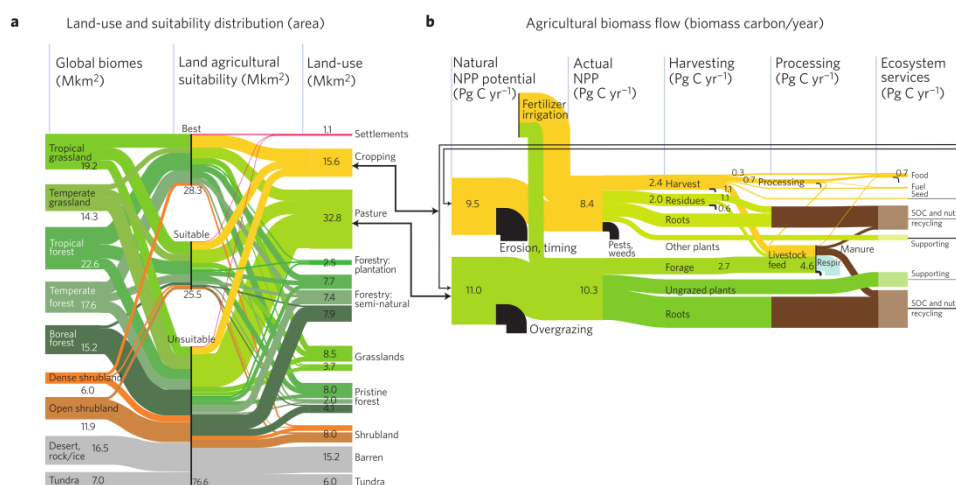 a
Land-use and suitability distribution (area)
Global biomes
(Mkm²)
Land agricultural
suitability (Mkm²)
Land-use
(Mkm²)
Best
Tropical
grassland
19.2
Temperate
grassland
14.3
Tropical
forest
22.6
Temperate
forest
17.6
Boreal
forest
15.2
Dense shrubland
6.0
Open shrubland
11.9
Desert,
rock/ice
16.5
Tundra
7.0
28.3
Suitable
25.5
Unsuitable
76.6
1.1
Settlements
15.6
Cropping
32.8
Pasture
2.5
Forestry:
plantation
7.7
7.4
Forestry:
semi-natural
7.9
8.5
Grasslands
3.7
8.0
Pristine
forest
2.0
4.1
8.0
Shrubland
15.2
Barren
6.0
Tundra
b
Agricultural biomass flow (biomass carbon/year)
Natural
NPP potential
(Pg C yr⁻¹)
Actual
NPP
(Pg C yr⁻¹)
Harvesting
(Pg C yr⁻¹)
Processing
(Pg C yr⁻¹)
Ecosystem
services
(Pg C yr⁻¹)
Fertilizer
irrigation
9.5
Erosion, timing
8.4
Pests,
weeds
11.0
Overgrazing
10.3
2.4 Harvest
2.0 Residues
Roots
Other plants
Forage
2.7
Ungrazed plants
Roots
0.3
0.7
Processing
1.1
1.1
0.6
Livestock
feed
4.6
Manure
Respir.
0.7
Food
Fuel
Seed
SOC and nut.
recycling
Supporting
Supporting
SOC and nut.
recycling